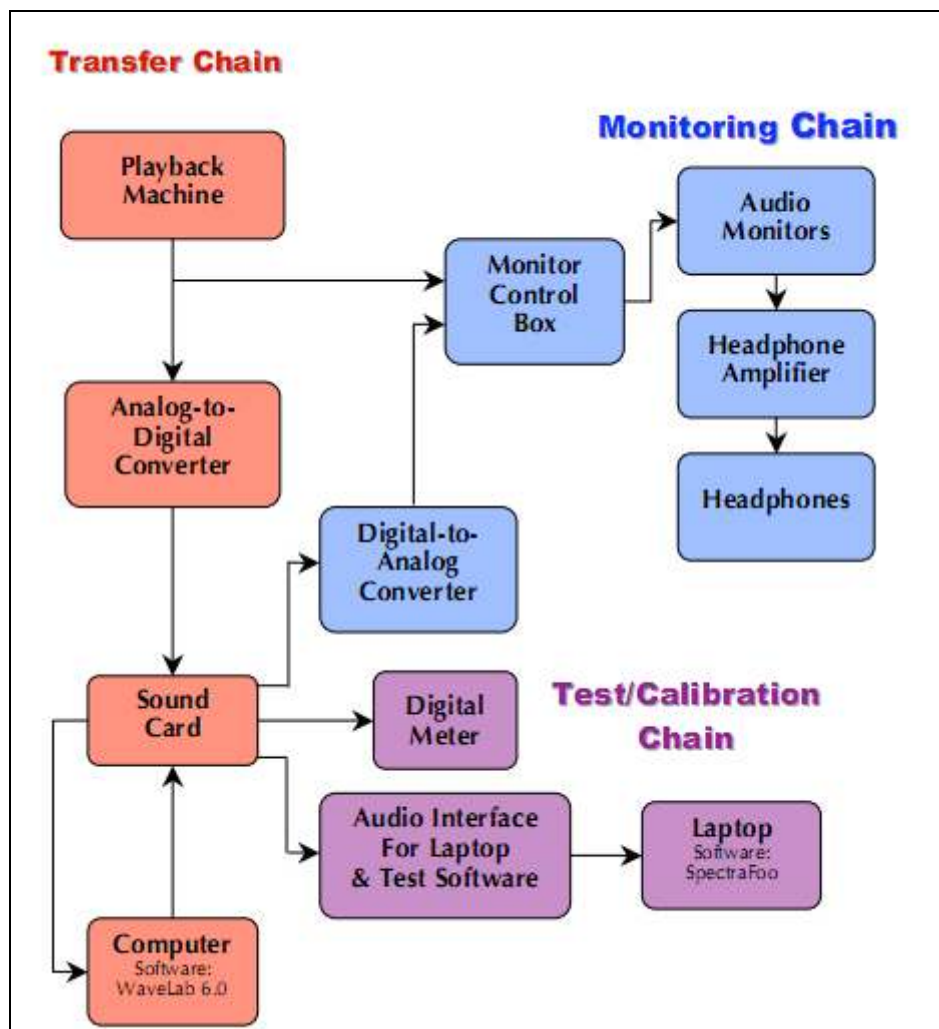 Transfer Chain
Monitoring Chain
Playback
Machine
Audio
Monitors
Monitor
Control
Box
Headphone
Amplifier
Analog-to-
Digital
Converter
Headphones
Digital-to-
Analog
Converter
Sound
Card
Digital
Meter
Test/Calibration
Chain
Audio Interface
For Laptop
& Test Software
Laptop
Software:
SpectraFoo
Computer
Software:
WaveLab 6.0